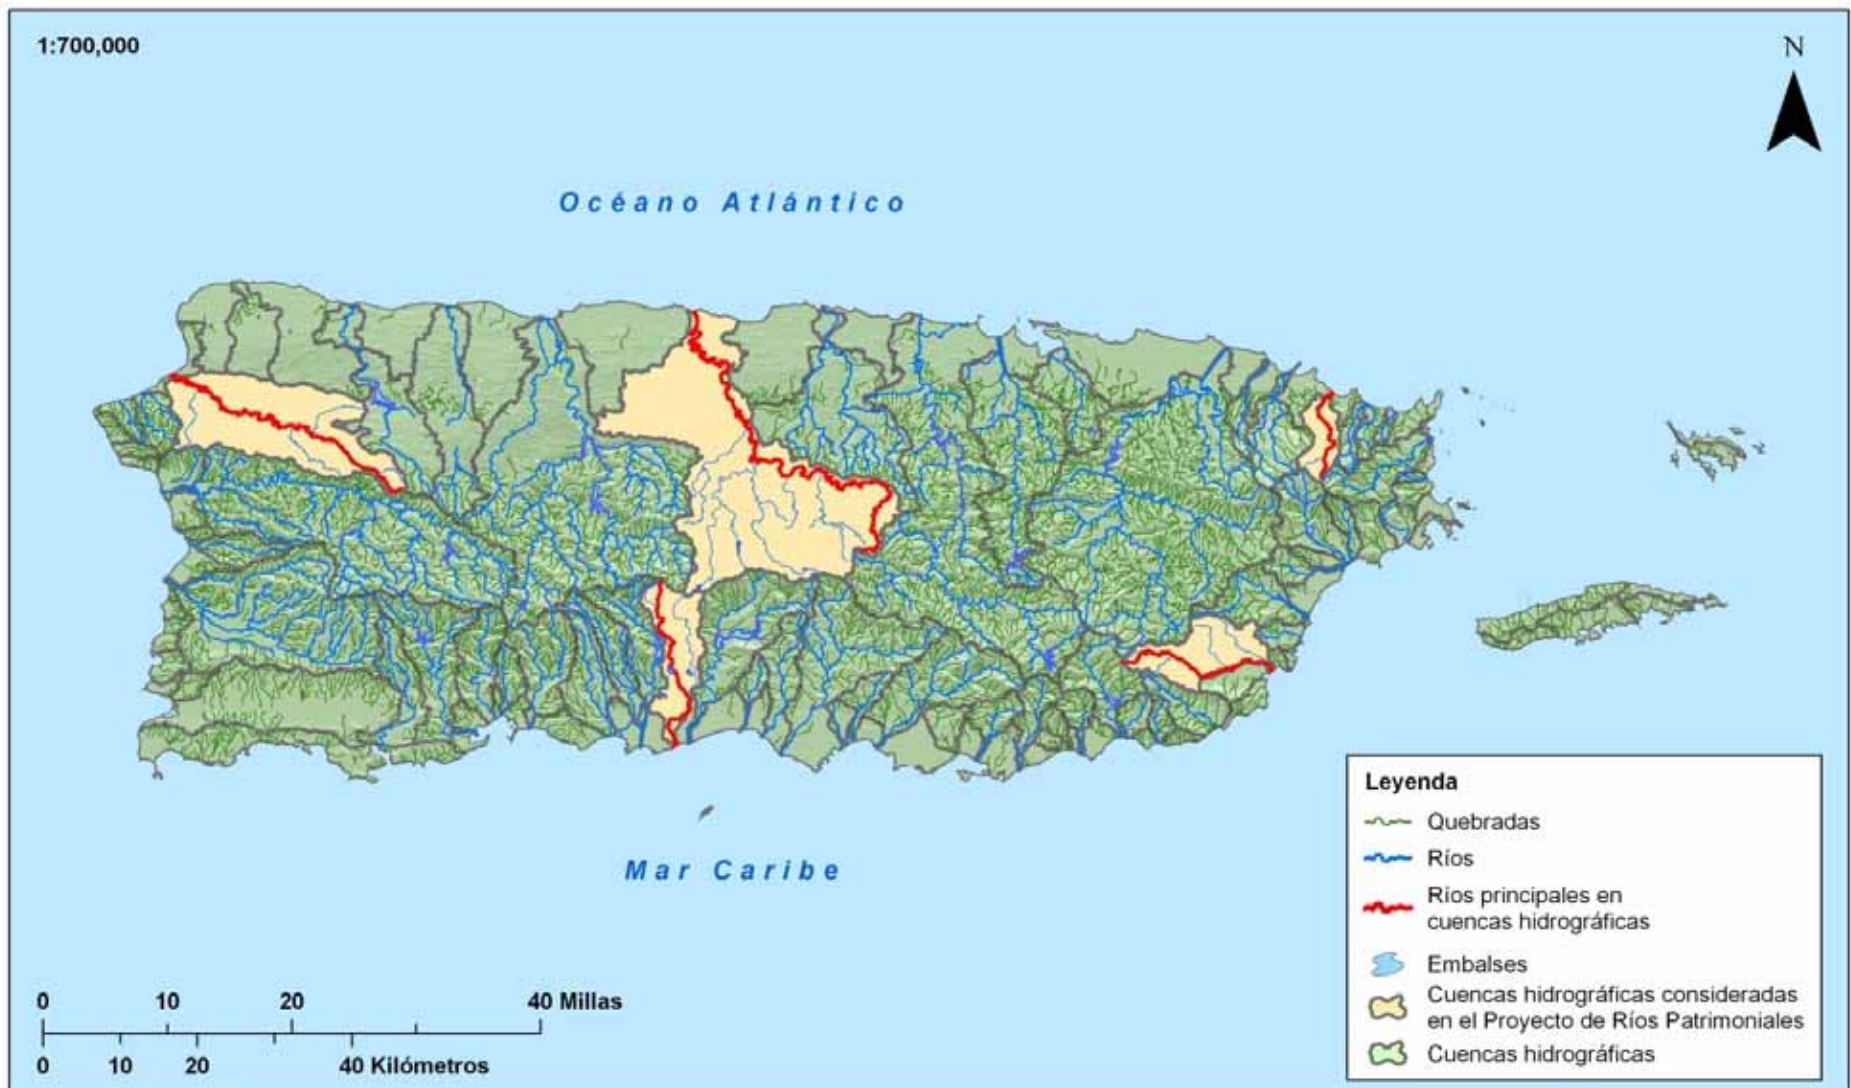 1:700,000
N
Océano Atlántico
Mar Caribe
Leyenda
Quebradas
Ríos
Ríos principales en
cuencas hidrográficas
Embalses
Cuencas hidrográficas consideradas
en el Proyecto de Ríos Patrimoniales
Cuencas hidrográficas
0 10 20 40 Millas
0 10 20 40 Kilómetros